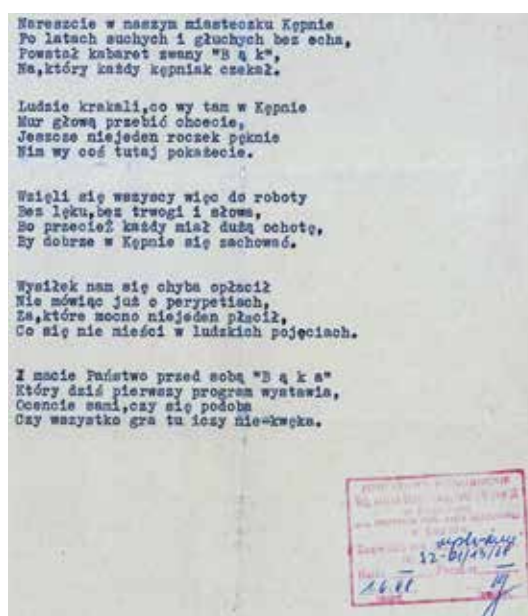 Nareszcie w naszym miasteczku Kępnie
Po latach suchych i głuchych bez echa,
Powstał kabaret zwany "B ą k",
Na,który każdy kępniak czekał.
Ludzie krakali,co wy tam w Kępnie
Mur głową przebić chcecie,
Jeszcze niejeden roczek pęknie
Nim wy coś tutaj pokażecie.
Wzięli się wszyscy więc do roboty
Bez lęku,bez trwogi i słowa,
Bo przecież każdy miał dużą ochotę,
By dobrze w Kępnie się zachować.
Wysiłek nam się chyba opłacił
Nie mówiąc już o perypetiach,
Za,które mocno niejeden płacił,
Co się nie mieści w ludzkich pojęciach.
I macie Państwo przed sobą "B ą k a"
Który dziś pierwszy program wystawia,
Ocencie sami,czy się podoba
Czy wszystko gra tu iczy nie-kwęka.